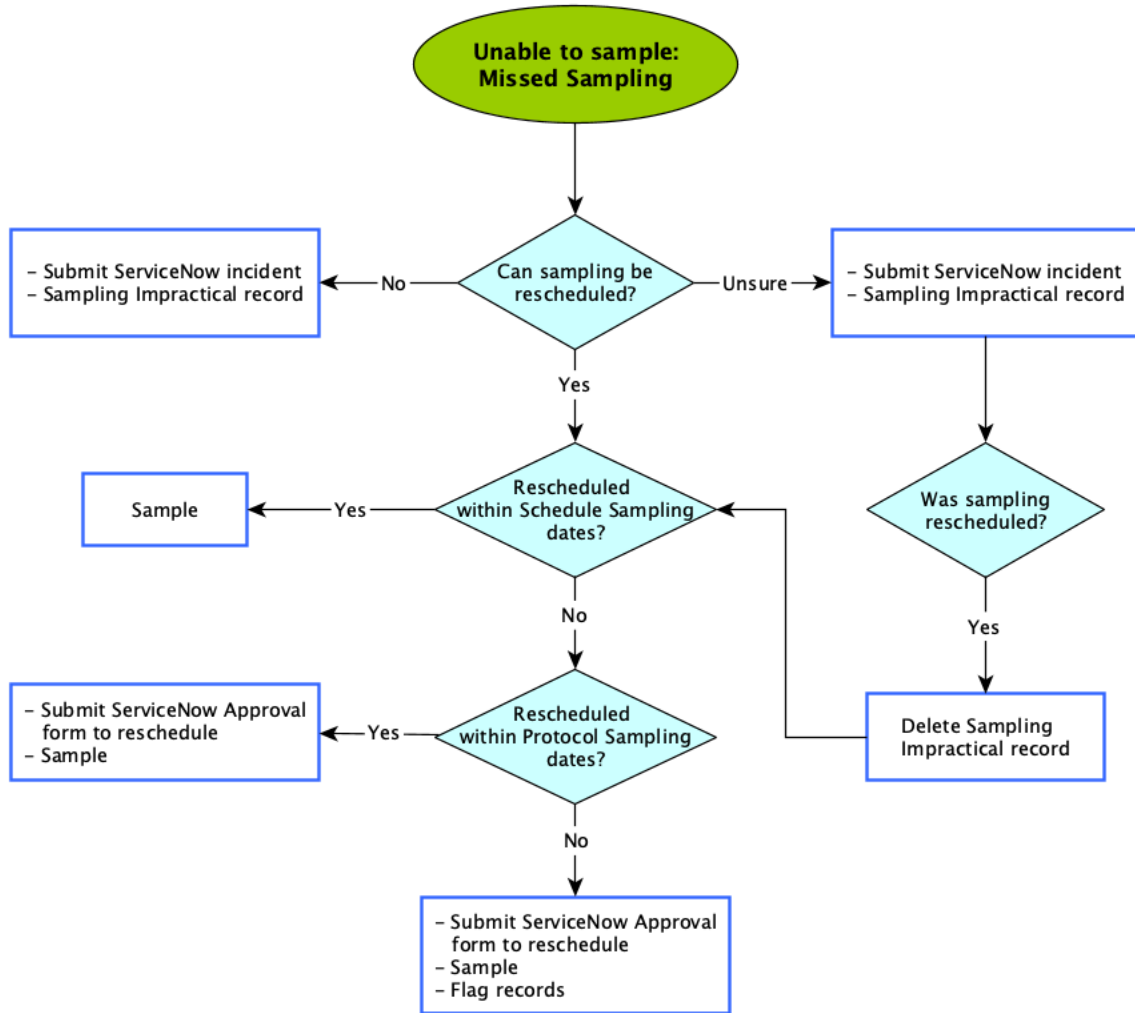 Unable to sample:
Missed Sampling
– Submit ServiceNow incident
– Sampling Impractical record
No
Can sampling be
rescheduled?
Unsure
– Submit ServiceNow incident
– Sampling Impractical record
Yes
Sample
Yes
Rescheduled
within Schedule Sampling
dates?
Was sampling
rescheduled?
No
Yes
– Submit ServiceNow Approval
form to reschedule
– Sample
Yes
Rescheduled
within Protocol Sampling
dates?
Delete Sampling
Impractical record
No
– Submit ServiceNow Approval
form to reschedule
– Sample
– Flag records